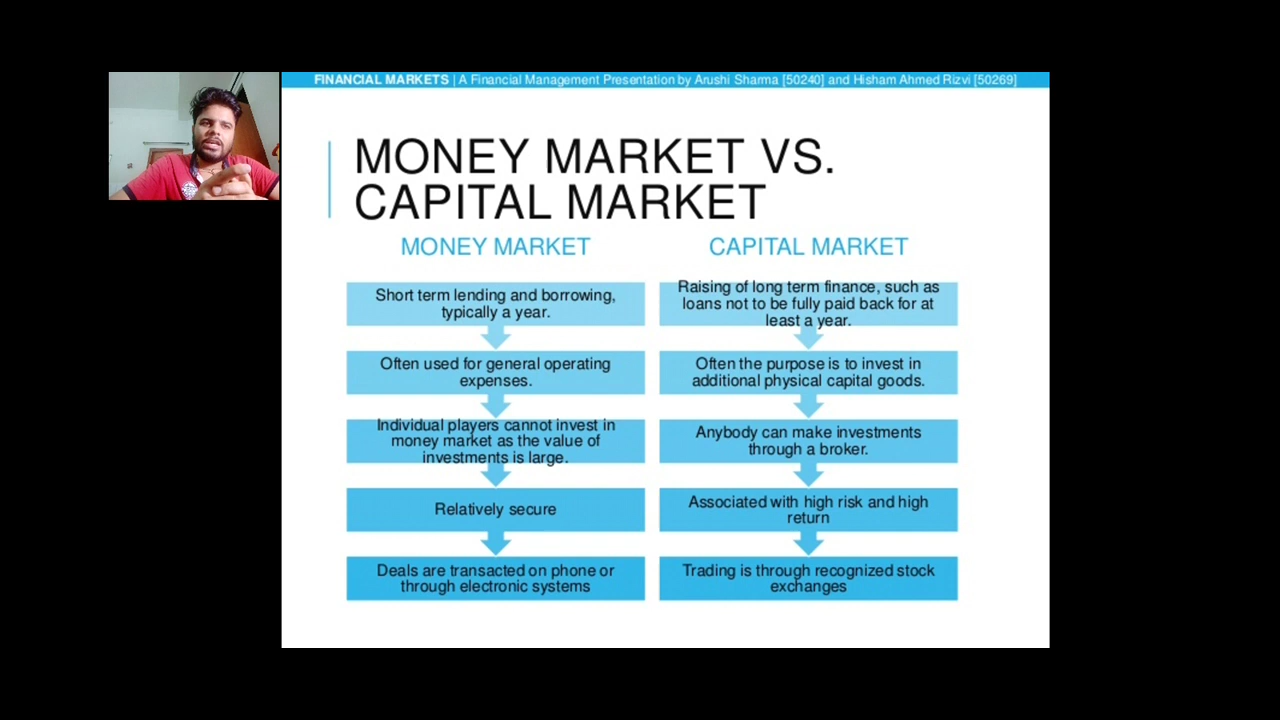 FINANCIAL MARKETS | A Financial Management Presentation by Arushi Sharma [50240] and Hisham Ahmed Rizvi [50269]
MONEY MARKET VS.
CAPITAL MARKET
MONEY MARKET
Short term lending and borrowing,
typically a year.
Often used for general operating
expenses.
Individual players cannot invest in
money market as the value of
investments is large.
Relatively secure
Deals are transacted on phone or
through electronic systems
CAPITAL MARKET
Raising of long term finance, such as
loans not to be fully paid back for at
least a year.
Often the purpose is to invest in
additional physical capital goods.
Anybody can make investments
through a broker.
Associated with high risk and high
return
Trading is through recognized stock
exchanges